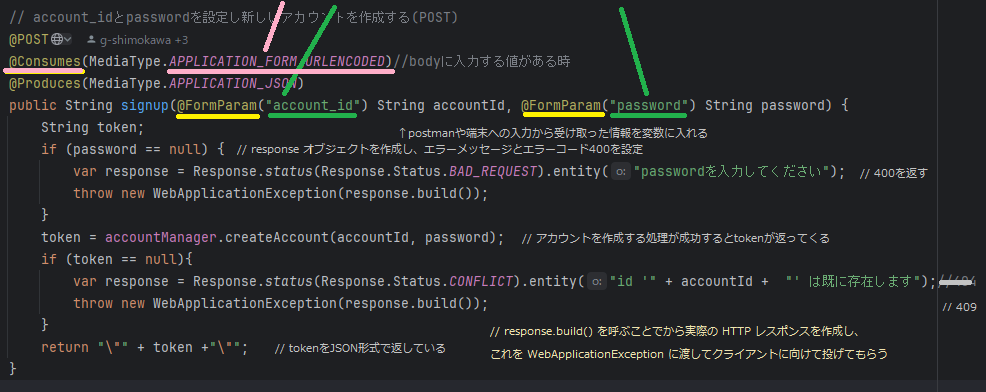 // account_idとpasswordを設定し新しいアカウントを作成する(POST)
@POST g-shimokawa +3
@Consumes(MediaType.APPLICATION_FORM_URLENCODED)//bodyに入力する値がある時
@Produces(MediaType.APPLICATION_JSON)
public String signup(@FormParam("account_id") String accountId, @FormParam("password") String password) {
String token; ↑postmanや端末への入力から受け取った情報を変数に入れる
if (password == null) { // response オブジェクトを作成し、エラーメッセージとエラーコード400を設定
var response = Response.status(Response.Status.BAD_REQUEST).entity( o: "passwordを入力してください"); // 400を返す
throw new WebApplicationException(response.build());
}
token = accountManager.createAccount(accountId, password); // アカウントを作成する処理が成功するとtokenが返ってくる
if (token == null){
var response = Response.status(Response.Status.CONFLICT).entity( o: "id '" + accountId + "' は既に存在します");//404
throw new WebApplicationException(response.build()); // 409
}
// response.build() を呼ぶことでから実際の HTTP レスポンスを作成し、
return "\"" + token +"\""; // tokenをJSON形式で返している これを WebApplicationException に渡してクライアントに向けて投げてもらう
}